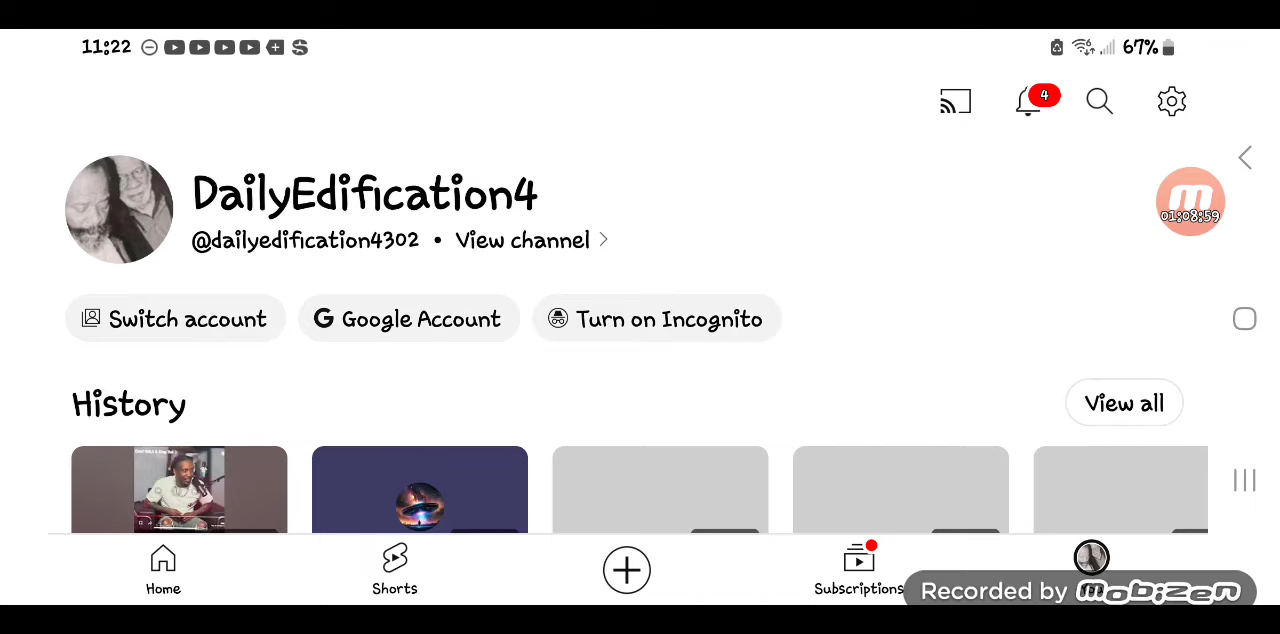 11:22
67%
4
DailyEdification4
@dailyedification4302 • View channel
01:08:59
Switch account
Google Account
Turn on Incognito
History
View all
Home
Shorts
Subscriptions
Recorded by mobizen